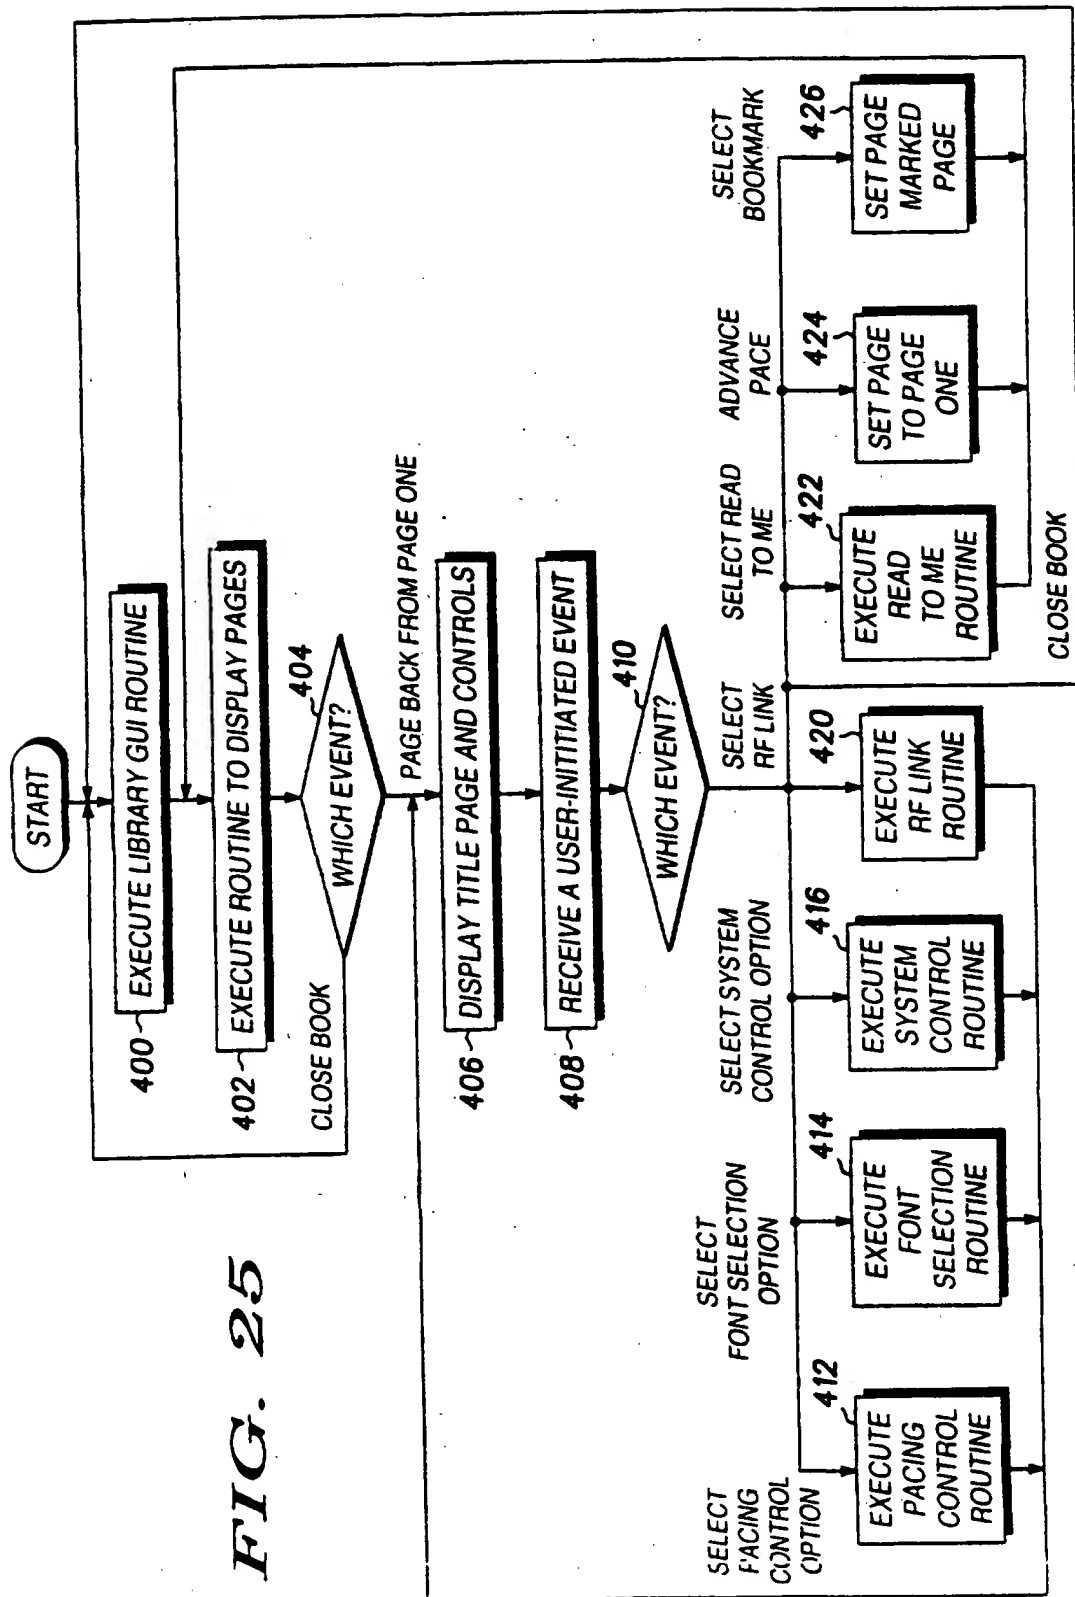 FIG. 25
START
400
EXECUTE LIBRARY GUI ROUTINE
402
EXECUTE ROUTINE TO DISPLAY PAGES
404
WHICH EVENT?
CLOSE BOOK
PAGE BACK FROM PAGE ONE
406
DISPLAY TITLE PAGE AND CONTROLS
408
RECEIVE A USER-INITITATED EVENT
410
WHICH EVENT?
SELECT
PACING
CONTROL
OPTION
412
EXECUTE
PACING
CONTROL
ROUTINE
SELECT
FONT SELECTION
OPTION
414
EXECUTE
FONT
SELECTION
ROUTINE
SELECT SYSTEM
CONTROL OPTION
416
EXECUTE
SYSTEM
CONTROL
ROUTINE
SELECT
RF LINK
420
EXECUTE
RF LINK
ROUTINE
SELECT READ
TO ME
422
EXECUTE
READ
TO ME
ROUTINE
ADVANCE
PACE
424
SET PAGE
TO PAGE
ONE
SELECT
BOOKMARK
426
SET PAGE
MARKED
PAGE
CLOSE BOOK